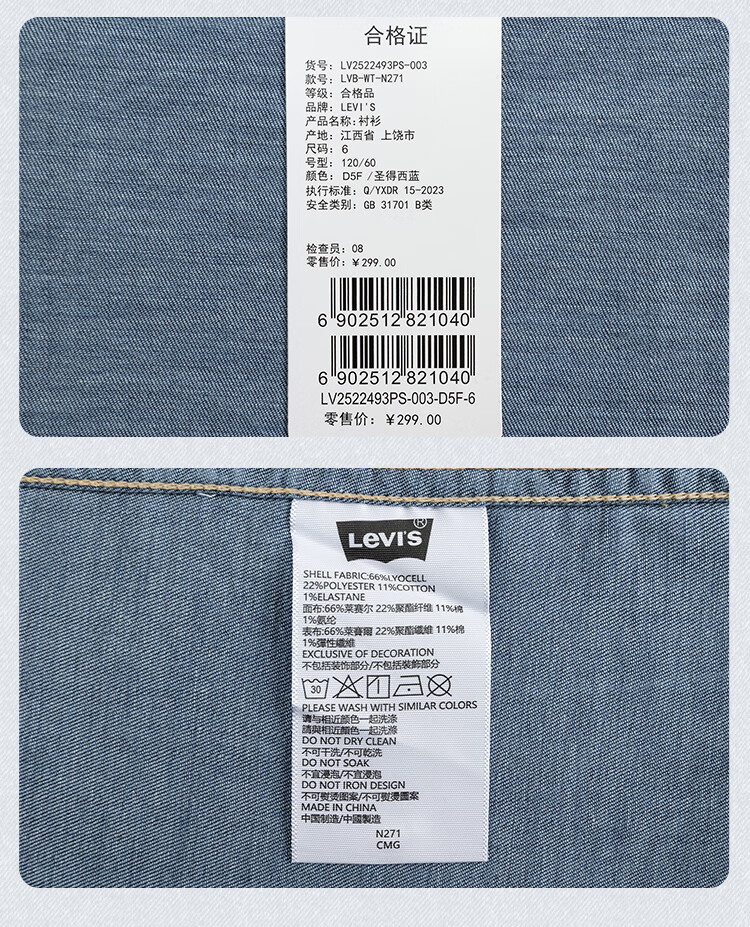 合格证
货号: LV2522493PS-003
款号: LVB-WT-N271
等级: 合格品
品牌: LEVI'S
产品名称:衬衫
产地: 江西省 上饶市
尺码: 6
号型: 120/60
颜色: D5F /圣得西蓝
执行标准: Q/YXDR 15-2023
安全类别: GB 31701 B类
检查员: 08
零售价: ¥299.00
6 902512 821040
6 902512 821040
LV2522493PS-003-D5F-6
零售价: ¥299.00
LEVI'S®
SHELL FABRIC:66%LYOCELL
22%POLYESTER 11%COTTON
1%ELASTANE
面布:66%莱赛尔 22%聚酯纤维 11%棉
1%氨纶
表布:66%萊賽爾 22%聚酯纖維 11%棉
1%彈性纖維
EXCLUSIVE OF DECORATION
不包括装饰部分/不包括裝飾部分
30
PLEASE WASH WITH SIMILAR COLORS
请与相近颜色一起洗涤
請與相近顏色一起洗滌
DO NOT DRY CLEAN
不可干洗/不可乾洗
DO NOT SOAK
不宜浸泡/不宜浸泡
DO NOT IRON DESIGN
不可熨烫图案/不可熨燙圖案
MADE IN CHINA
中国制造/中國製造
N271
CMG